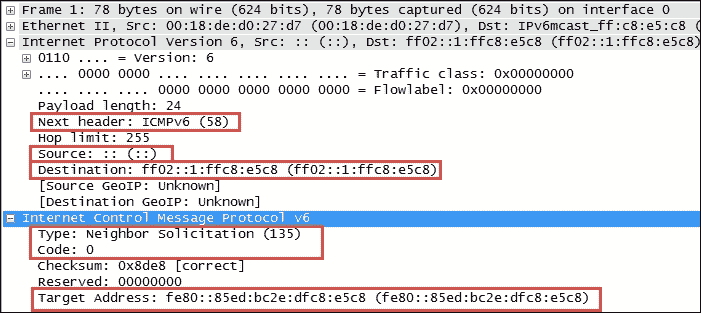 Frame 1: 78 bytes on wire (624 bits), 78 bytes captured (624 bits) on interface 0
Ethernet II, Src: 00:18:de:d0:27:d7 (00:18:de:d0:27:d7), Dst: IPv6mcast_ff:c8:e5:c8 (
Internet Protocol Version 6, Src: :: (::), Dst: ff02::1:ffc8:e5c8 (ff02::1:ffc8:e5c8)
0110 .... = Version: 6
.... 0000 0000 .... .... .... .... .... = Traffic class: 0x00000000
.... .... .... 0000 0000 0000 0000 0000 = Flowlabel: 0x00000000
Payload length: 24
Next header: ICMPv6 (58)
Hop limit: 255
Source: :: (::)
Destination: ff02::1:ffc8:e5c8 (ff02::1:ffc8:e5c8)
[Source GeoIP: Unknown]
[Destination GeoIP: Unknown]
Internet Control Message Protocol v6
Type: Neighbor Solicitation (135)
Code: 0
Checksum: 0x8de8 [correct]
Reserved: 00000000
Target Address: fe80::85ed:bc2e:dfc8:e5c8 (fe80::85ed:bc2e:dfc8:e5c8)